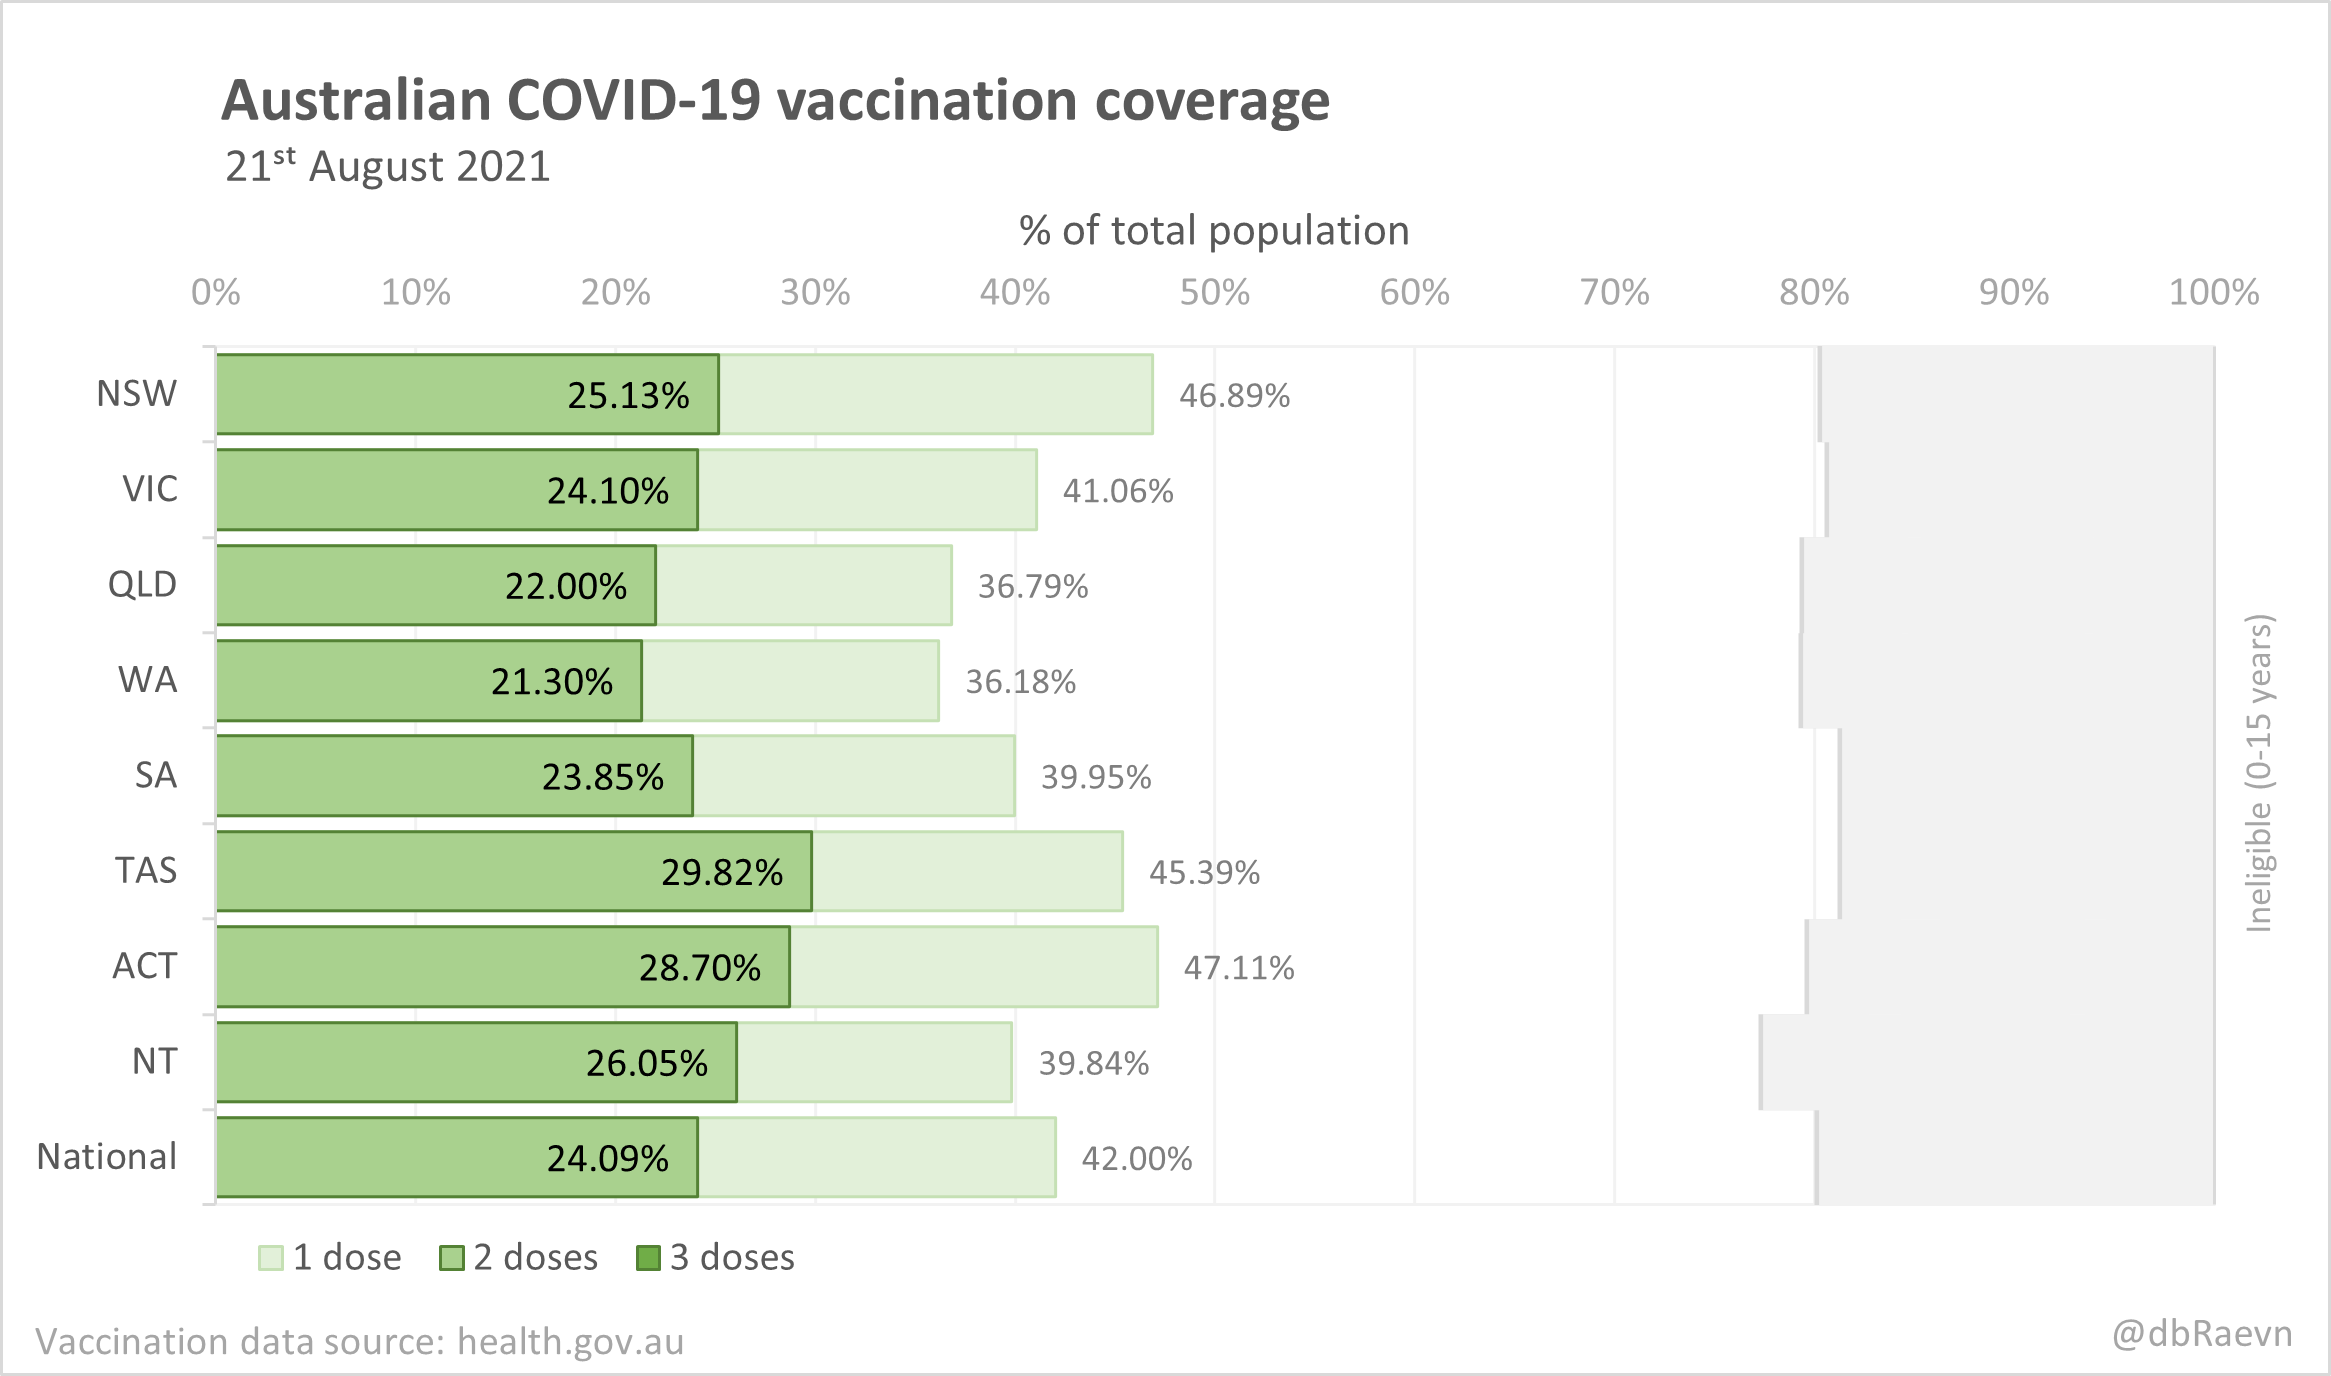 Australian COVID-19 vaccination coverage
21st August 2021
% of total population
0% 10% 20% 30% 40% 50% 60% 70% 80% 90% 100%
NSW 25.13% 46.89%
VIC 24.10% 41.06%
QLD 22.00% 36.79%
WA 21.30% 36.18%
SA 23.85% 39.95%
TAS 29.82% 45.39%
ACT 28.70% 47.11%
NT 26.05% 39.84%
National 24.09% 42.00%
Ineligible (0-15 years)
1 dose 2 doses 3 doses
Vaccination data source: health.gov.au
@dbRaevn